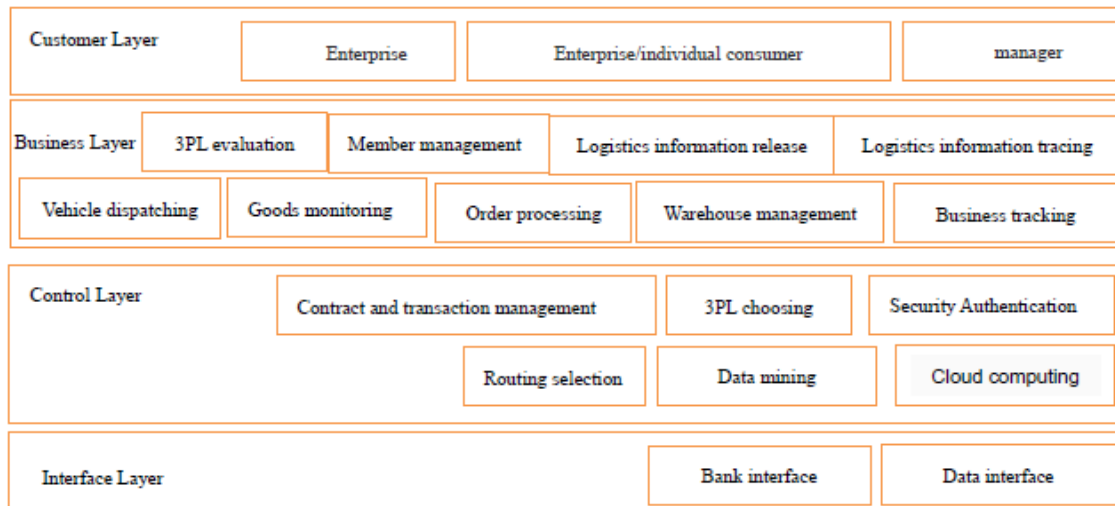 Customer Layer
Enterprise
Enterprise/individual consumer
manager
Business Layer
3PL evaluation
Member management
Logistics information release
Logistics information tracing
Vehicle dispatching
Goods monitoring
Order processing
Warehouse management
Business tracking
Control Layer
Contract and transaction management
3PL choosing
Security Authentication
Routing selection
Data mining
Cloud computing
Interface Layer
Bank interface
Data interface